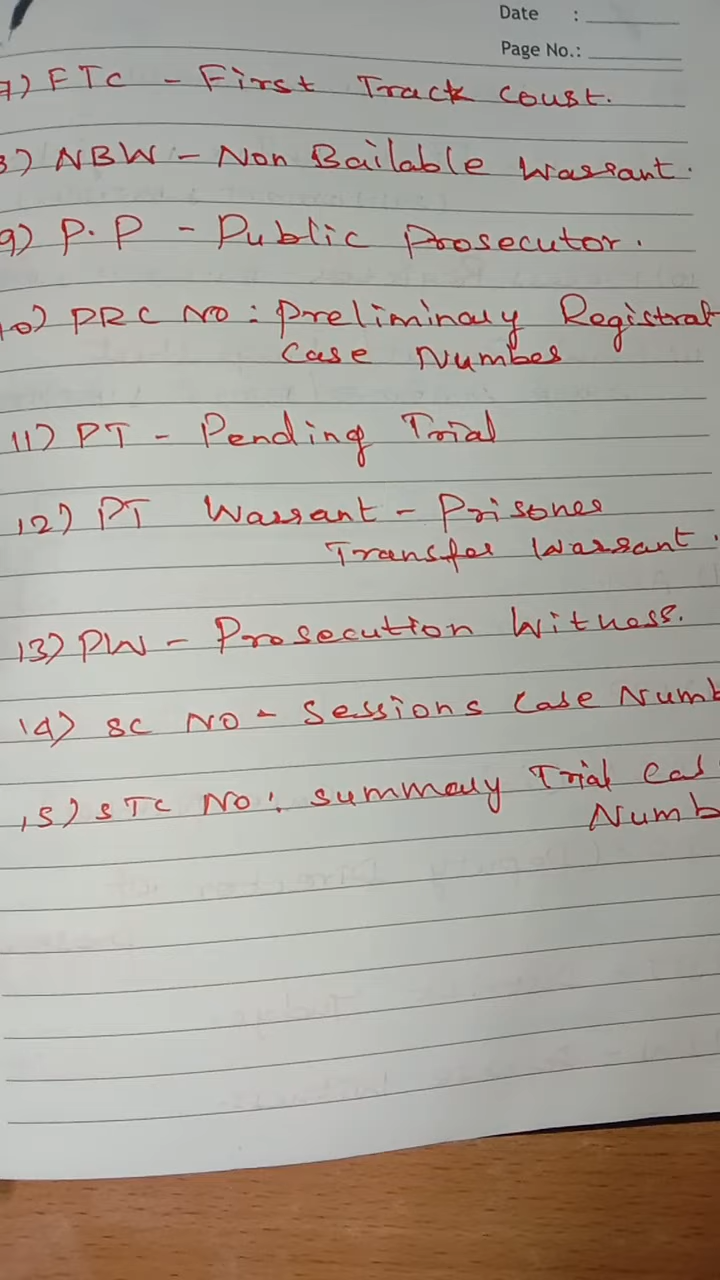 Date : ______
Page No.: ______
7) FTC - First Track Court.
8) NBW - Non Bailable Warrant.
9) P.P - Public Prosecutor.
10) PRC NO : Preliminary Registrat
Case Number
11) PT - Pending Trial
12) PT Warrant - Prisoner
Transfer Warrant.
13) PW - Prosecution Witness.
14) SC NO - Sessions Case Numb
15) STC NO : Summary Trial Cas
Numb